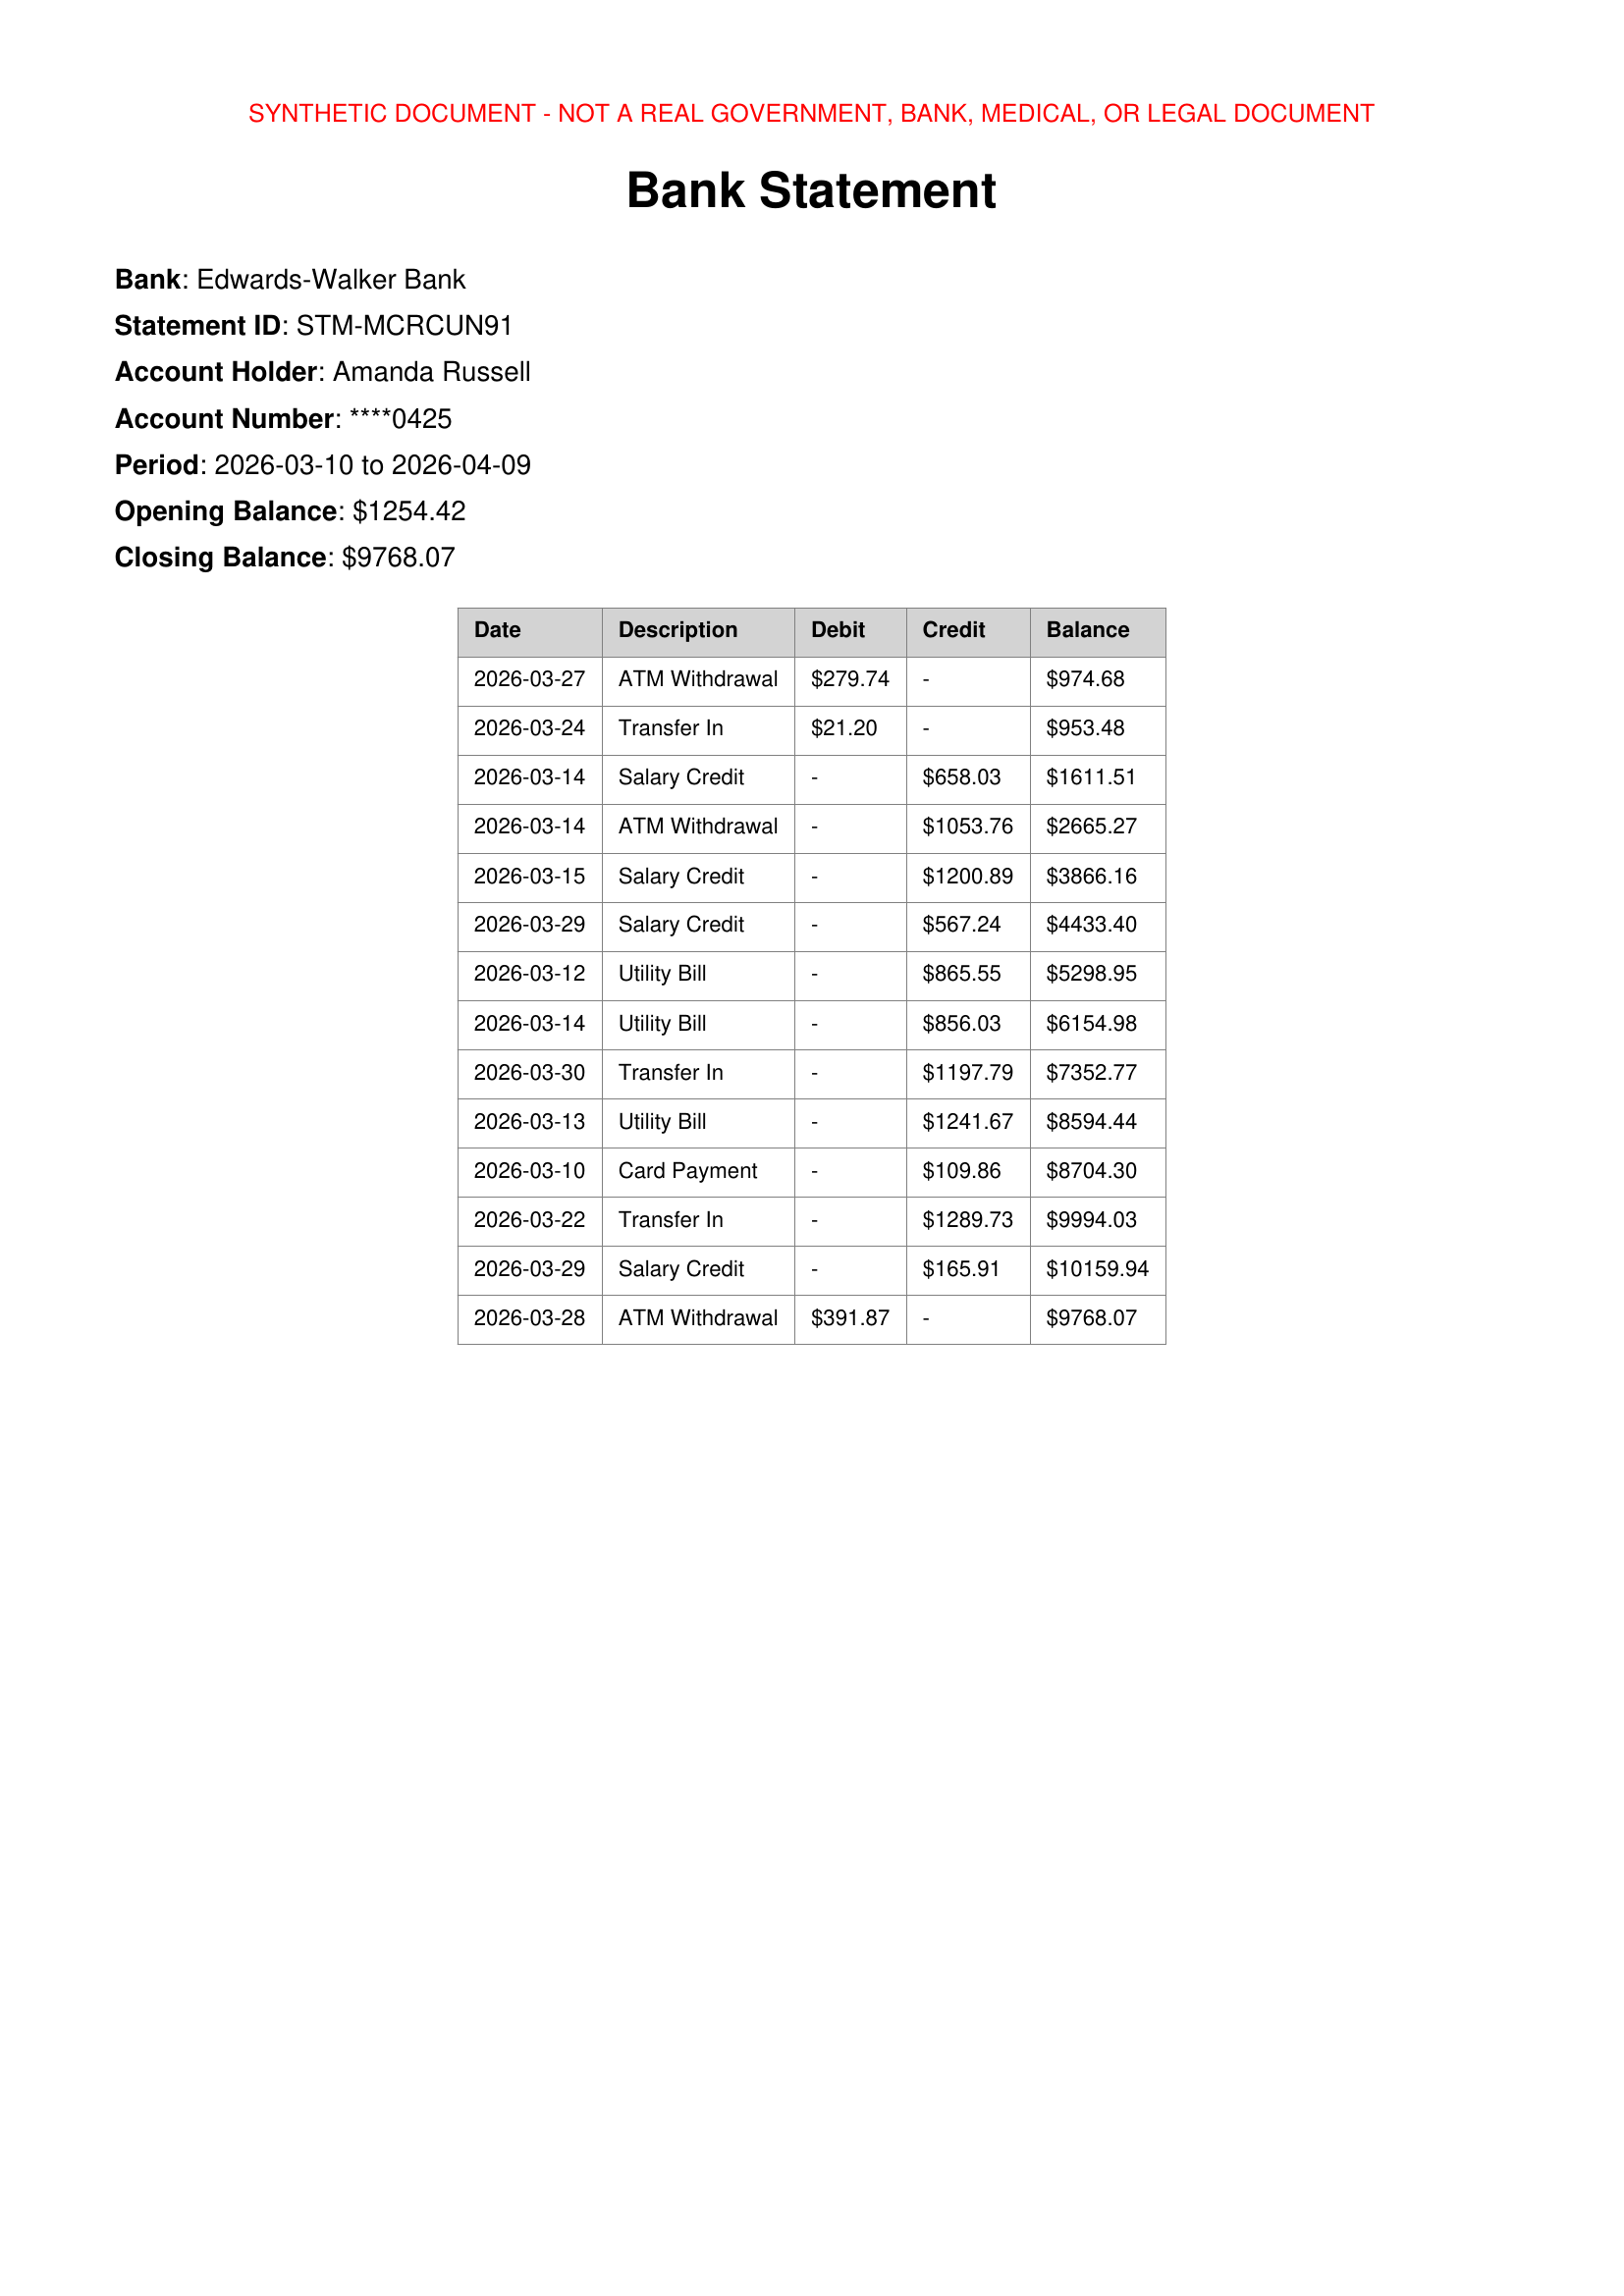 SYNTHETIC DOCUMENT - NOT A REAL GOVERNMENT, BANK, MEDICAL, OR LEGAL DOCUMENT
Bank Statement
Bank: Edwards-Walker Bank
Statement ID: STM-MCRCUN91
Account Holder: Amanda Russell
Account Number: ****0425
Period: 2026-03-10 to 2026-04-09
Opening Balance: $1254.42
Closing Balance: $9768.07
Date Description Debit Credit Balance
2026-03-27 ATM Withdrawal $279.74 - $974.68
2026-03-24 Transfer In $21.20 - $953.48
2026-03-14 Salary Credit - $658.03 $1611.51
2026-03-14 ATM Withdrawal - $1053.76 $2665.27
2026-03-15 Salary Credit - $1200.89 $3866.16
2026-03-29 Salary Credit - $567.24 $4433.40
2026-03-12 Utility Bill - $865.55 $5298.95
2026-03-14 Utility Bill - $856.03 $6154.98
2026-03-30 Transfer In - $1197.79 $7352.77
2026-03-13 Utility Bill - $1241.67 $8594.44
2026-03-10 Card Payment - $109.86 $8704.30
2026-03-22 Transfer In - $1289.73 $9994.03
2026-03-29 Salary Credit - $165.91 $10159.94
2026-03-28 ATM Withdrawal $391.87 - $9768.07